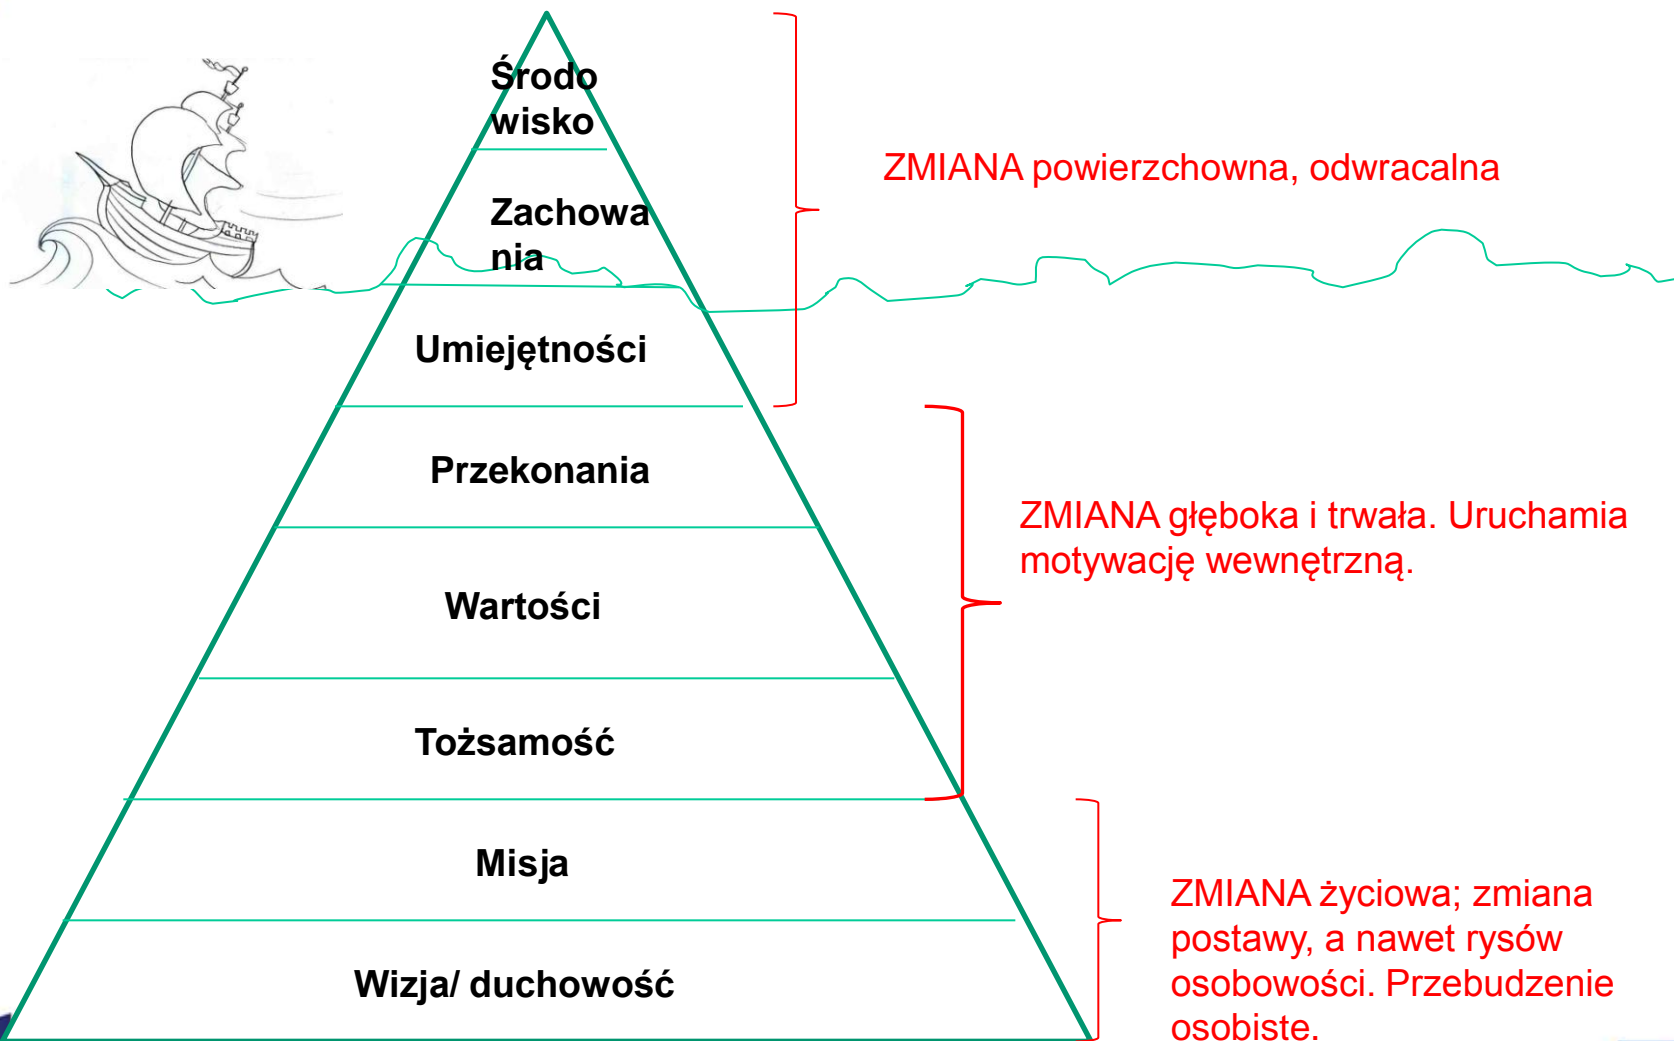 Środo
wisko
ZMIANA powierzchowna, odwracalna
Zachowa
nia
Umiejętności
Przekonania
ZMIANA głęboka i trwała. Uruchamia
motywację wewnętrzną.
Wartości
Tożsamość
Misja
ZMIANA życiowa; zmiana
postawy, a nawet rysów
osobowości. Przebudzenie
osobiste.
Wizja/ duchowość